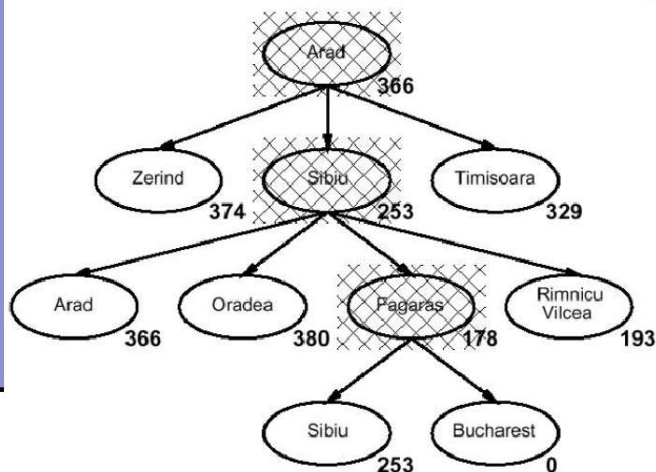 Arad
366
Zerind
374
Sibiu
253
Timisoara
329
Arad
366
Oradea
380
Fagaras
178
Rimnicu
Vilcea
193
Sibiu
253
Bucharest
0